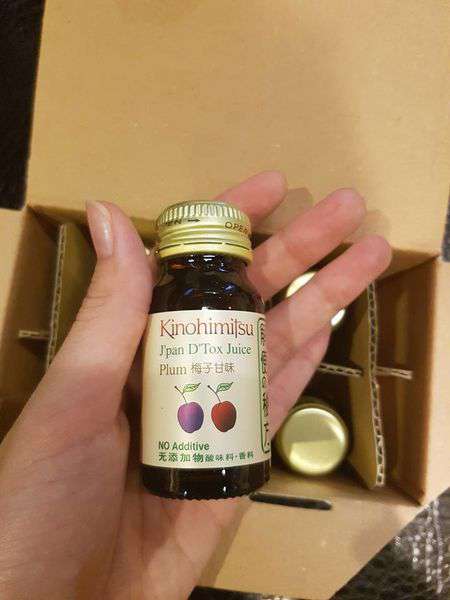 OPEN
Kinohimitsu
J'pan D'Tox Juice
Plum 梅子甘味
NO Additive
无添加物 酸味料·香料